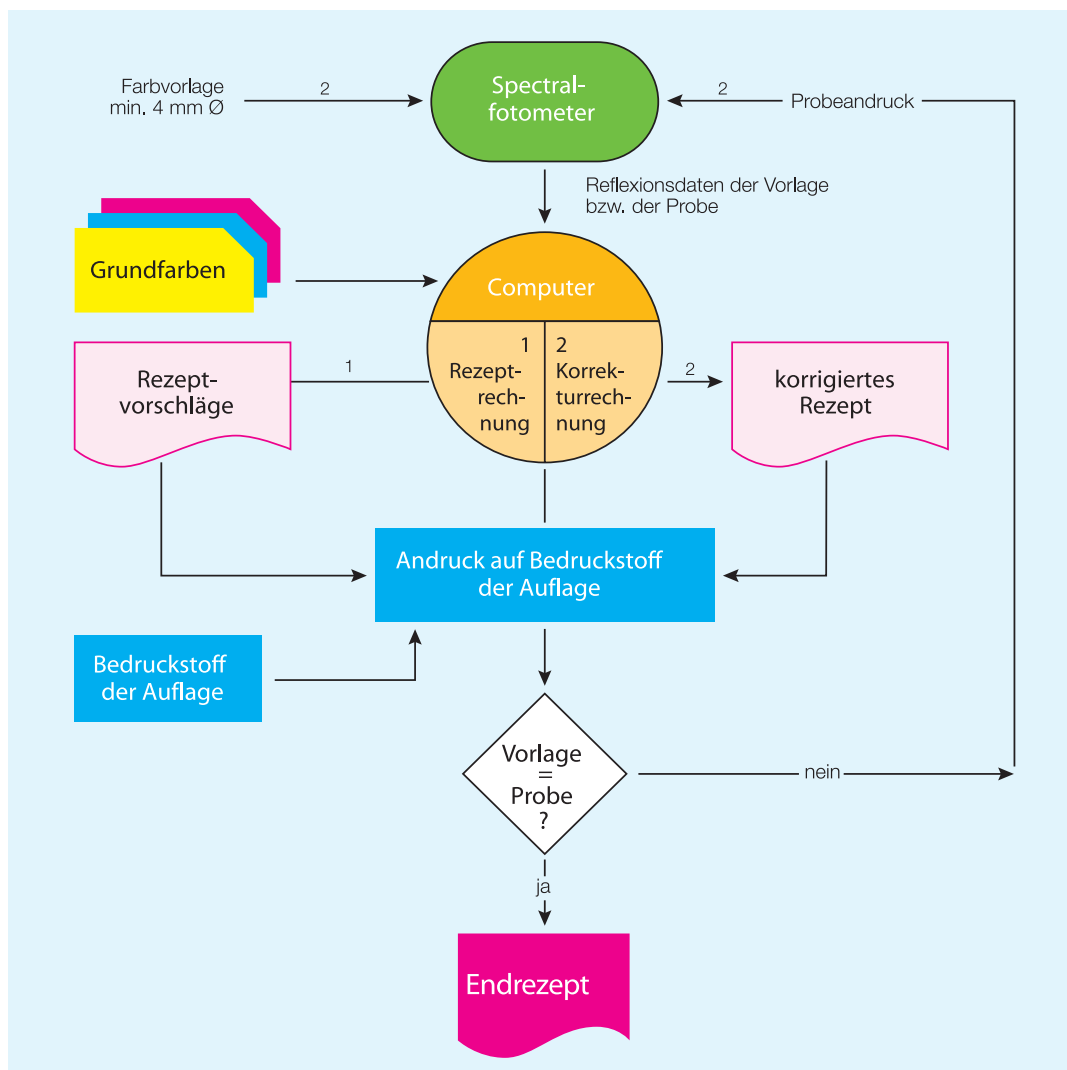 Farbvorlage
min. 4 mm Ø
2
Spectral-
fotometer
2
Probeandruck
Reflexionsdaten der Vorlage
bzw. der Probe
Grundfarben
Computer
1
Rezept-
rech-
nung
2
Korrek-
turrech-
nung
Rezept-
vorschläge
1
2
korrigiertes
Rezept
Andruck auf Bedruckstoff
der Auflage
Bedruckstoff
der Auflage
Vorlage
=
Probe
?
nein
ja
Endrezept